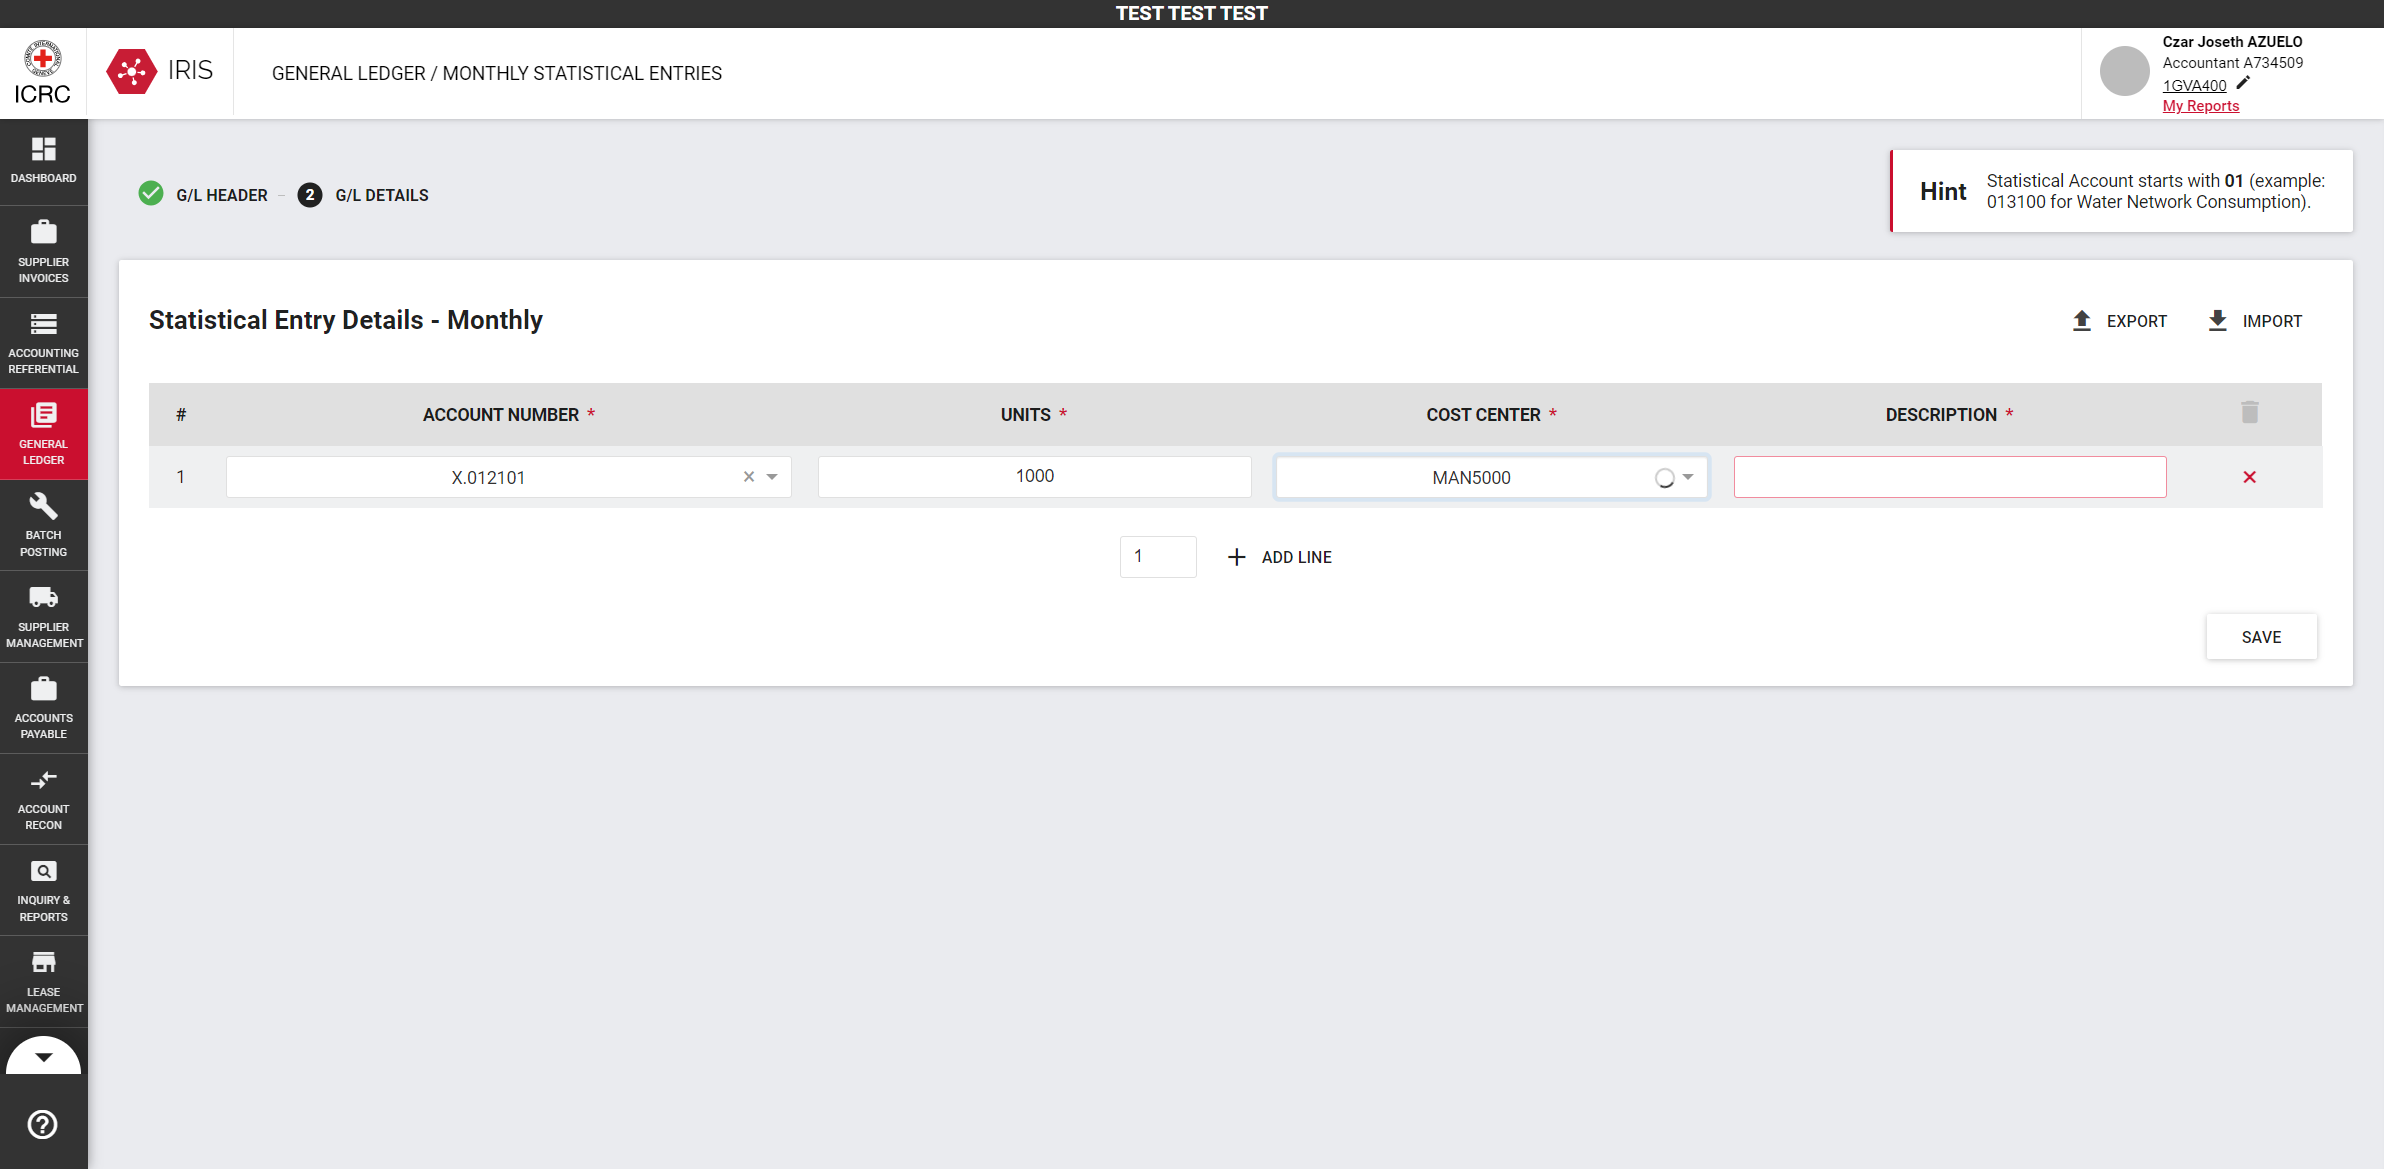 TEST TEST TEST
ICRC
IRIS
GENERAL LEDGER / MONTHLY STATISTICAL ENTRIES
Czar Joseth AZUELO
Accountant A734509
1GVA400
My Reports
DASHBOARD
SUPPLIER
INVOICES
ACCOUNTING
REFERENTIAL
GENERAL
LEDGER
BATCH
POSTING
SUPPLIER
MANAGEMENT
ACCOUNTS
PAYABLE
ACCOUNT
RECON
INQUIRY &
REPORTS
LEASE
MANAGEMENT
G/L HEADER
2 G/L DETAILS
Hint
Statistical Account starts with 01 (example:
013100 for Water Network Consumption).
Statistical Entry Details - Monthly
EXPORT
IMPORT
# ACCOUNT NUMBER * UNITS * COST CENTER * DESCRIPTION *
1 X.012101 1000 MAN5000
1 ADD LINE
SAVE